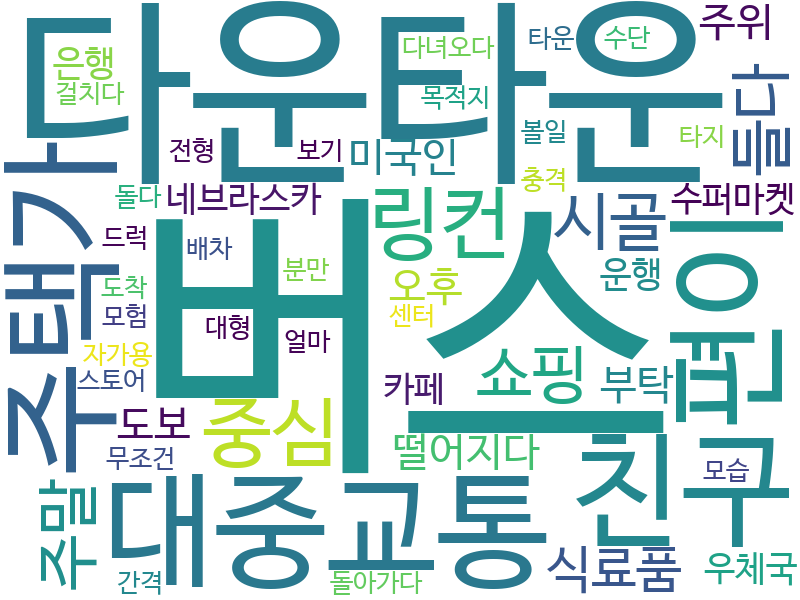 다운타운
은행
걸치다
다녀오다
타운
수단
주위
목적지
들다
전형
보기
미국인
볼일
타지
충격
돌다
네브라스카
링컨
시골
수퍼마켓
주택가
버스
드럭
배차
분만
오후
운행
편이
도착
모험
대형
얼마
센터
자가용
스토어
카페
쇼핑
부탁
도보
중심
떨어지다
친구
무조건
모습
주말
대중교통
식료품
우체국
간격
돌아가다